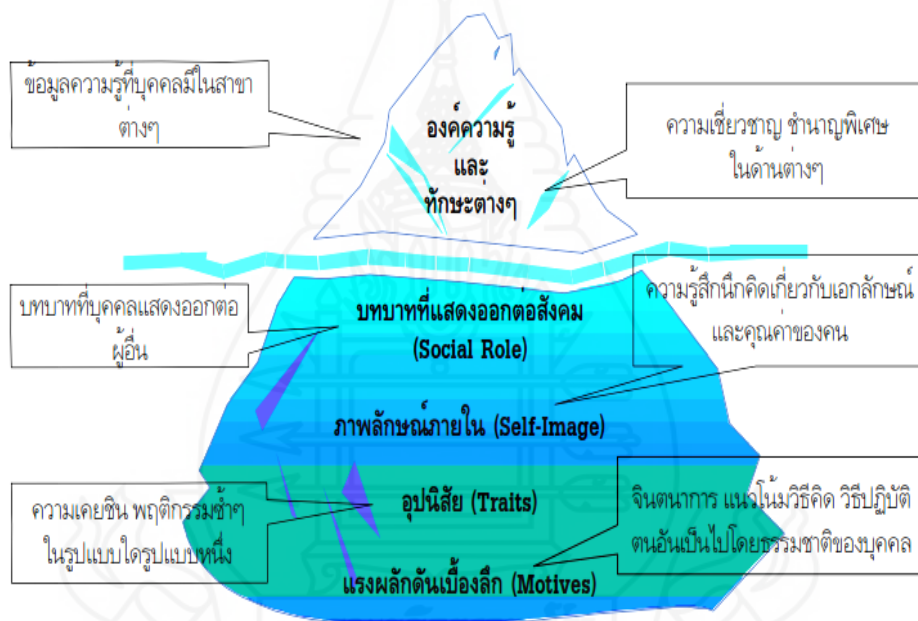 ข้อมูลความรู้ที่บุคคลมีในสาขา
ต่างๆ
องค์ความรู้
และ
ทักษะต่างๆ
ความเชี่ยวชาญ ชำนาญพิเศษ
ในด้านต่างๆ
บทบาทที่บุคคลแสดงออกต่อ
ผู้อื่น
บทบาทที่แสดงออกต่อสังคม
(Social Role)
ความรู้สึกนึกคิดเกี่ยวกับเอกลักษณ์
และคุณค่าของคน
ภาพลักษณ์ภายใน (Self-Image)
ความเคยชิน พฤติกรรมซ้ำๆ
ในรูปแบบใดรูปแบบหนึ่ง
อุปนิสัย (Traits)
จินตนาการ แนวโน้มวิธีคิด วิธีปฏิบัติ
ตนอันเป็นไปโดยธรรมชาติของบุคคล
แรงผลักดันเบื้องลึก (Motives)